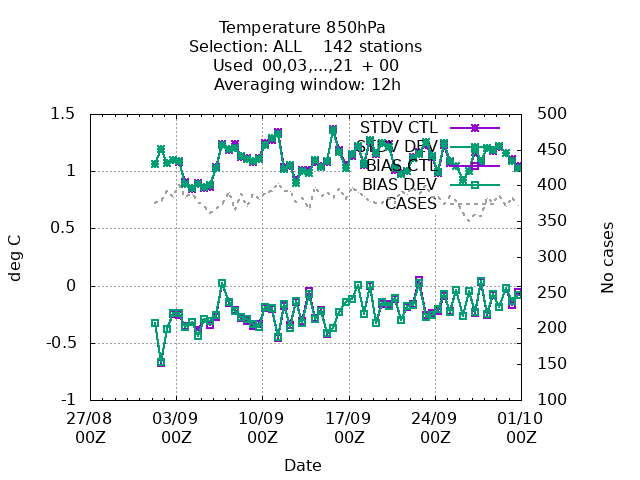 Temperature 850hPa
Selection: ALL 142 stations
Used 00,03,...,21 + 00
Averaging window: 12h
1.5
1
0.5
0
-0.5
-1
500
450
400
350
300
250
200
150
100
STDV CTL
STDV DEV
BIAS CTL
BIAS DEV
CASES
deg C
No cases
27/08 03/09 10/09 17/09 24/09 01/10
00Z 00Z 00Z 00Z 00Z 00Z
Date